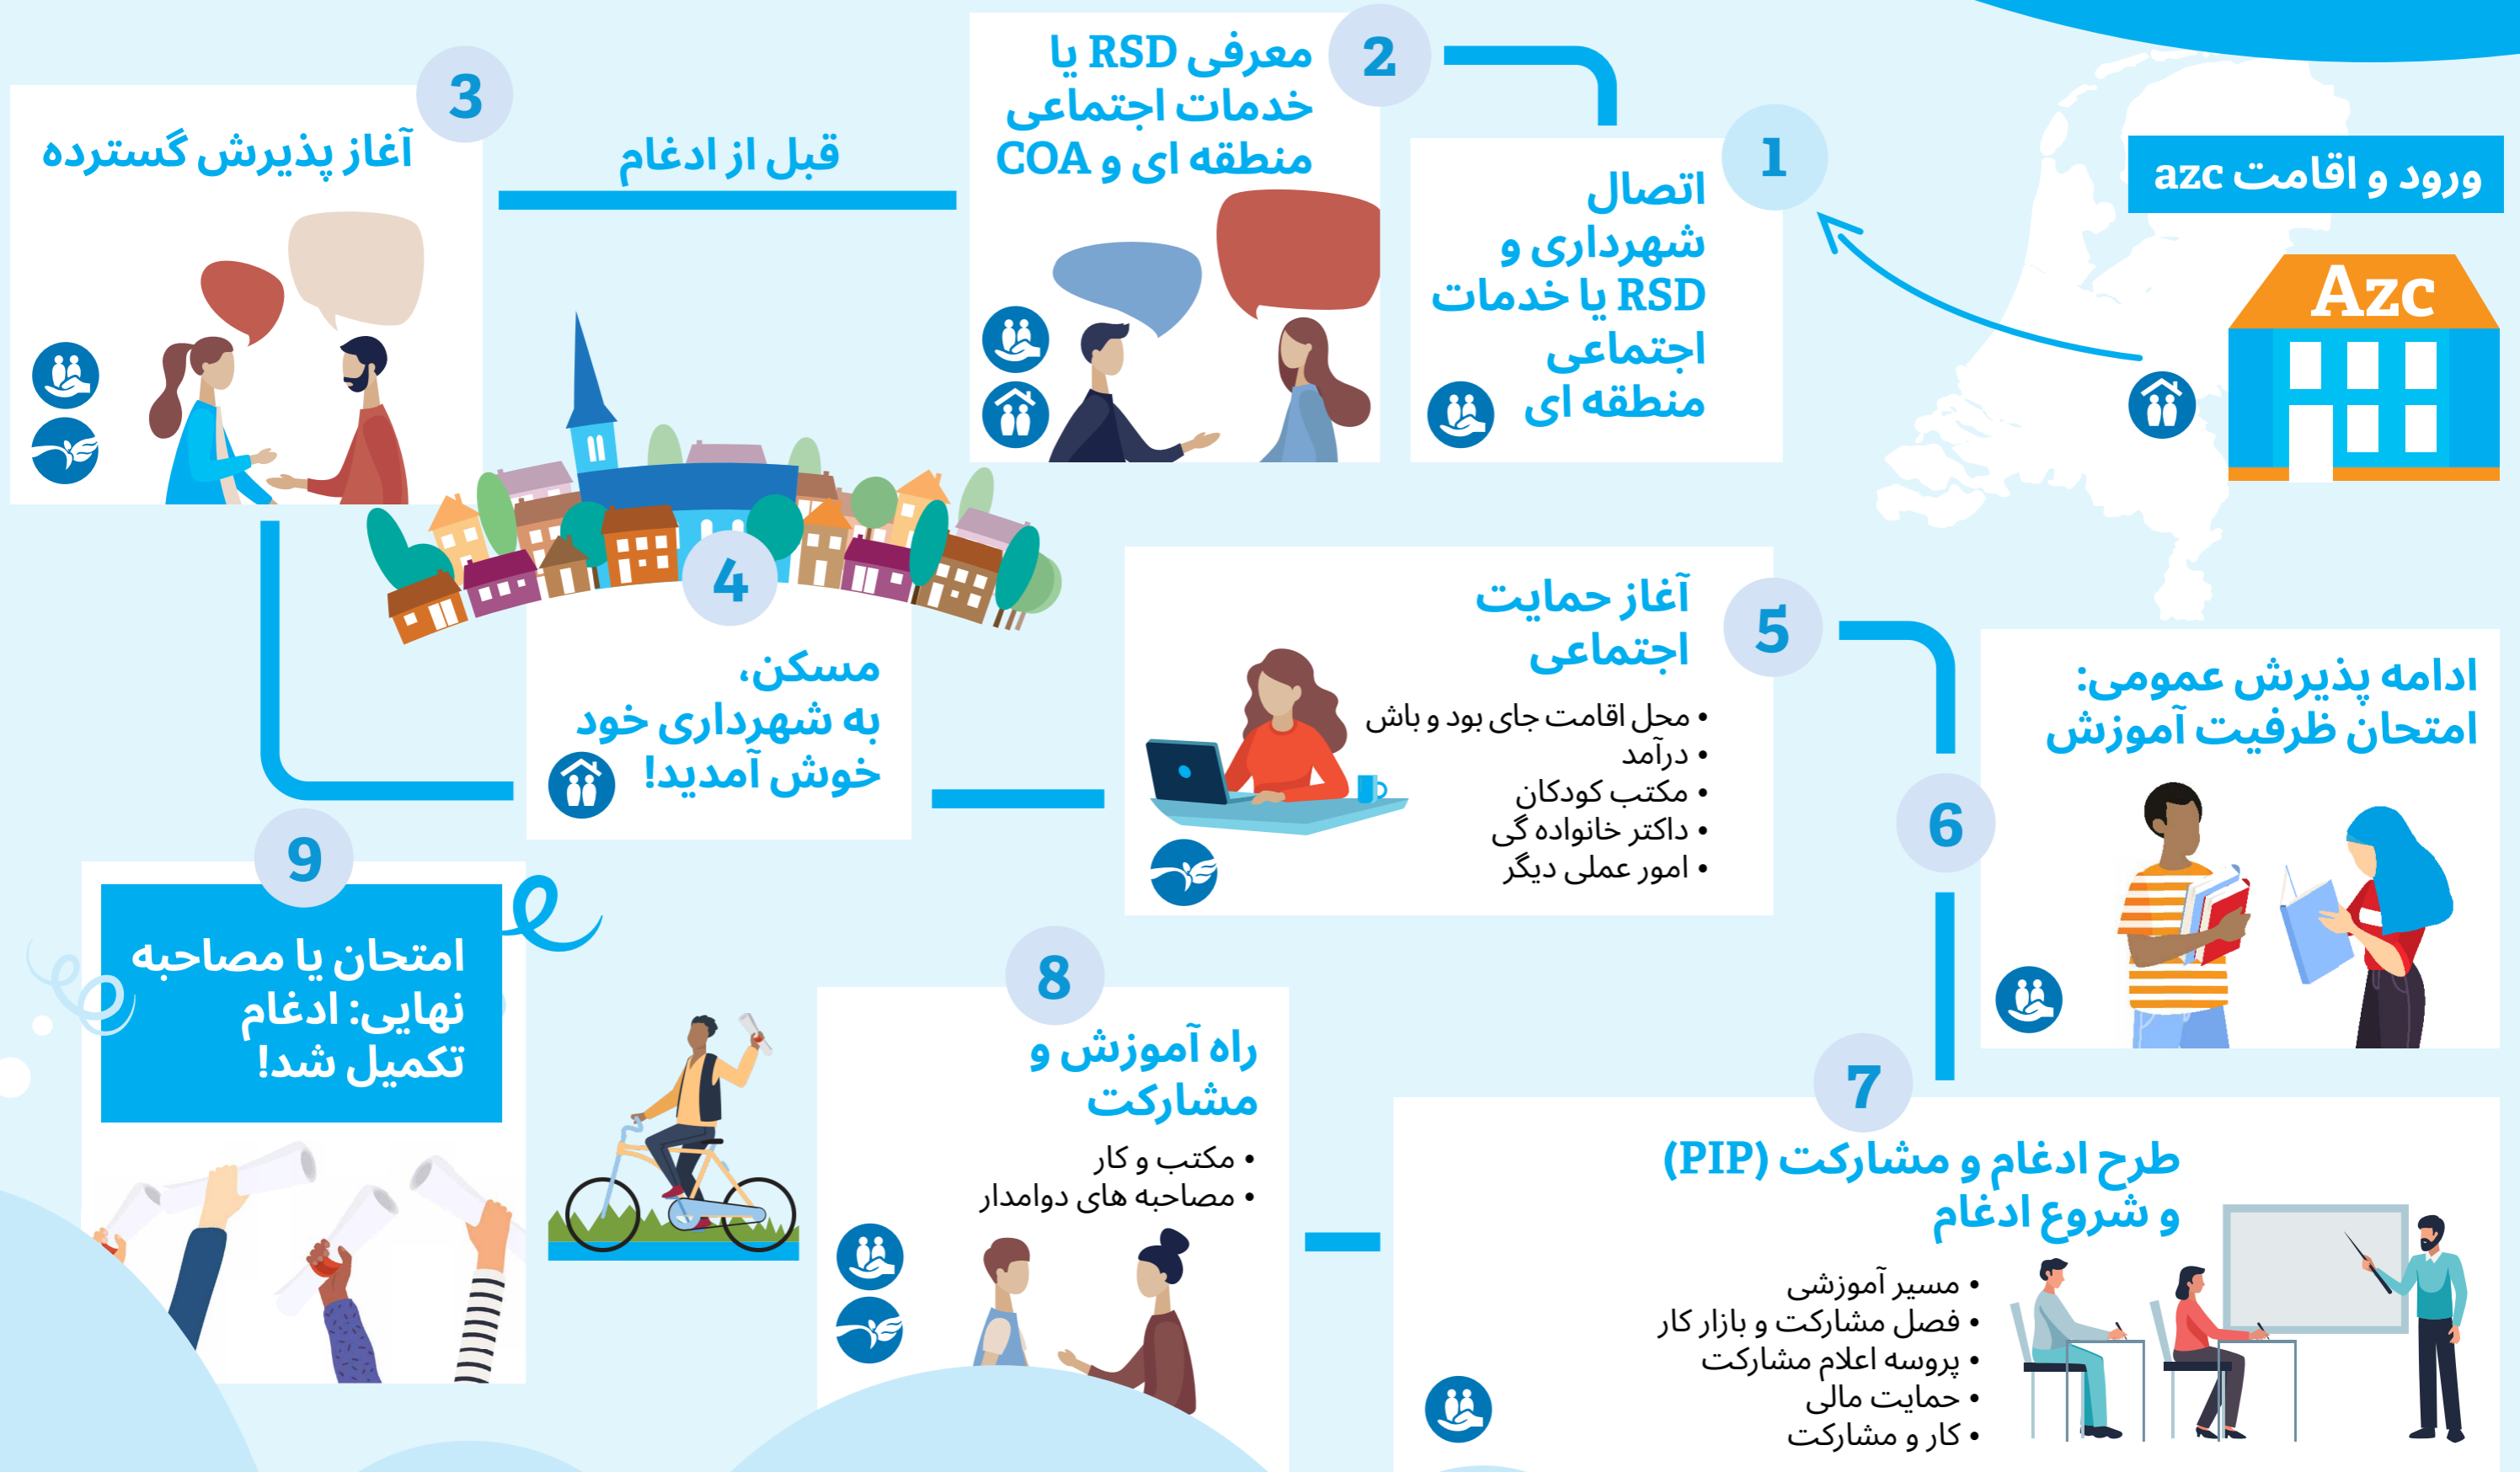 ورود و اقامت azc
Azc
1
اتصال
شهرداری و
RSD یا خدمات
اجتماعی
منطقه ای
2
معرفی RSD یا
خدمات اجتماعی
منطقه ای و COA
قبل از ادغام
3
آغاز پذیرش گسترده
4
مسکن،
به شهرداری خود
خوش آمدید!
5
آغاز حمایت
اجتماعی
• محل اقامت جای بود و باش
• درآمد
• مکتب کودکان
• داکتر خانواده گی
• امور عملی دیگر
6
ادامه پذیرش عمومی:
امتحان ظرفیت آموزش
7
طرح ادغام و مشارکت (PIP)
و شروع ادغام
• مسیر آموزشی
• فصل مشارکت و بازار کار
• پروسه اعلام مشارکت
• حمایت مالی
• کار و مشارکت
8
راه آموزش و
مشارکت
• مکتب و کار
• مصاحبه های دوامدار
9
امتحان یا مصاحبه
نهایی: ادغام
تکمیل شد!